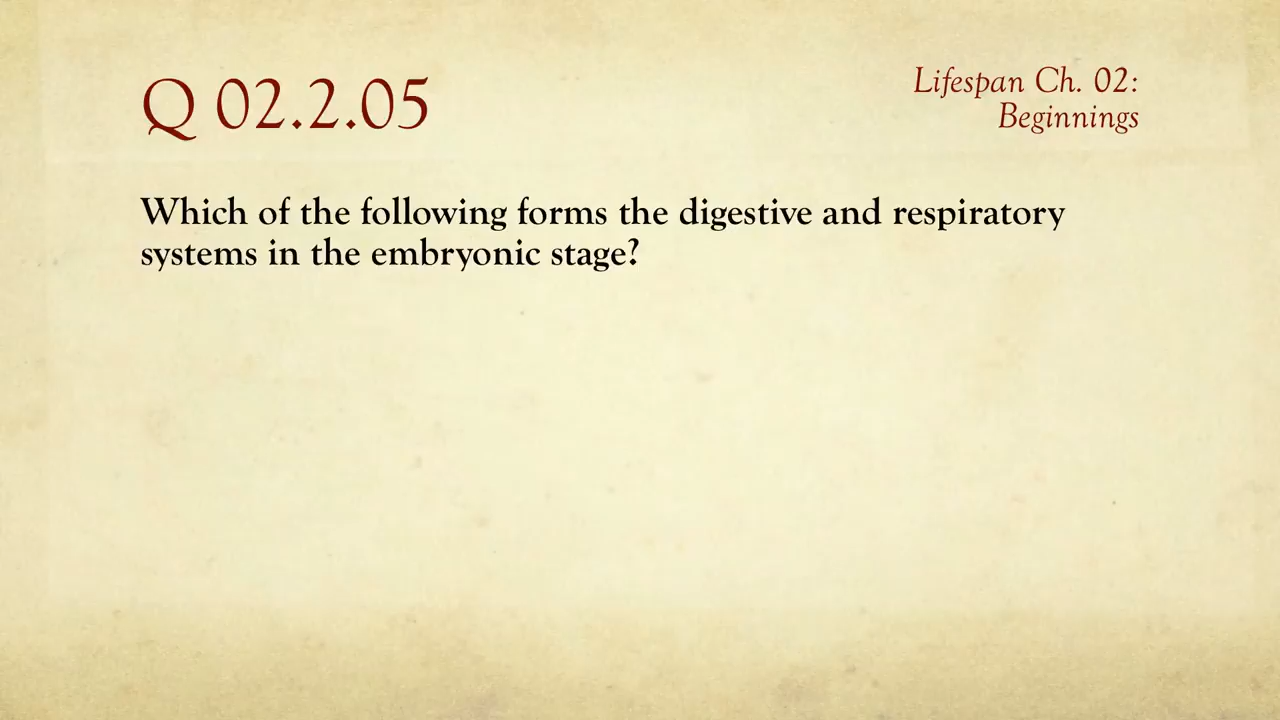 Q 02.2.05
Lifespan Ch. 02:
Beginnings
Which of the following forms the digestive and respiratory
systems in the embryonic stage?